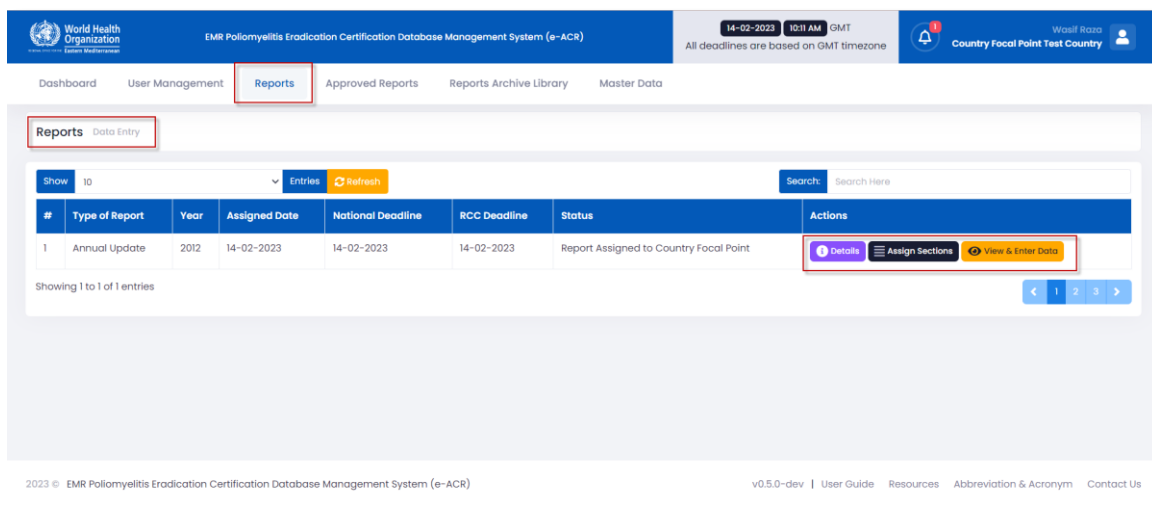 World Health
Organization
Eastern Mediterranean
EMR Poliomyelitis Eradication Certification Database Management System (e-ACR)
14-02-2023 10:11 AM GMT
All deadlines are based on GMT timezone
1
Wasif Raza
Country Focal Point Test Country
Dashboard User Management Reports Approved Reports Reports Archive Library Master Data
Reports Data Entry
Show 10 Entries Refresh Search: Search Here
# Type of Report Year Assigned Date National Deadline RCC Deadline Status Actions
1 Annual Update 2012 14-02-2023 14-02-2023 14-02-2023 Report Assigned to Country Focal Point Details Assign Sections View & Enter Data
Showing 1 to 1 of 1 entries
< 1 2 3 >
2023 © EMR Poliomyelitis Eradication Certification Database Management System (e-ACR) v0.5.0-dev | User Guide Resources Abbreviation & Acronym Contact Us